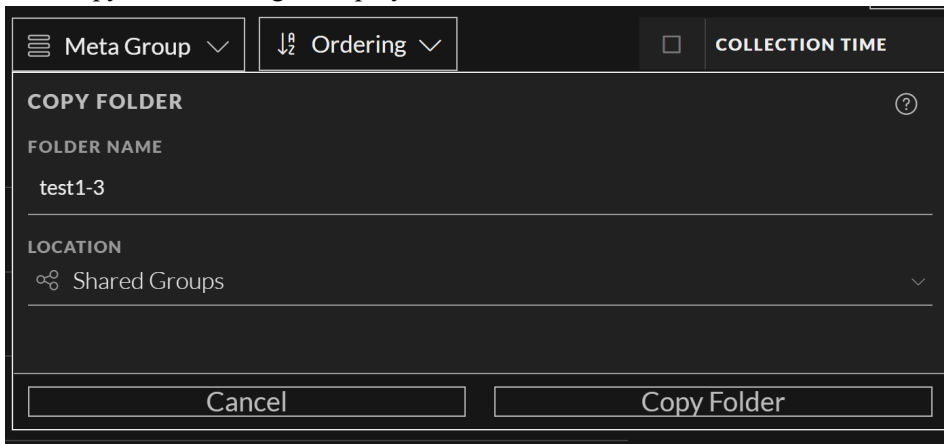 Meta Group
Ordering
COLLECTION TIME
COPY FOLDER
FOLDER NAME
test1-3
LOCATION
Shared Groups
Cancel
Copy Folder